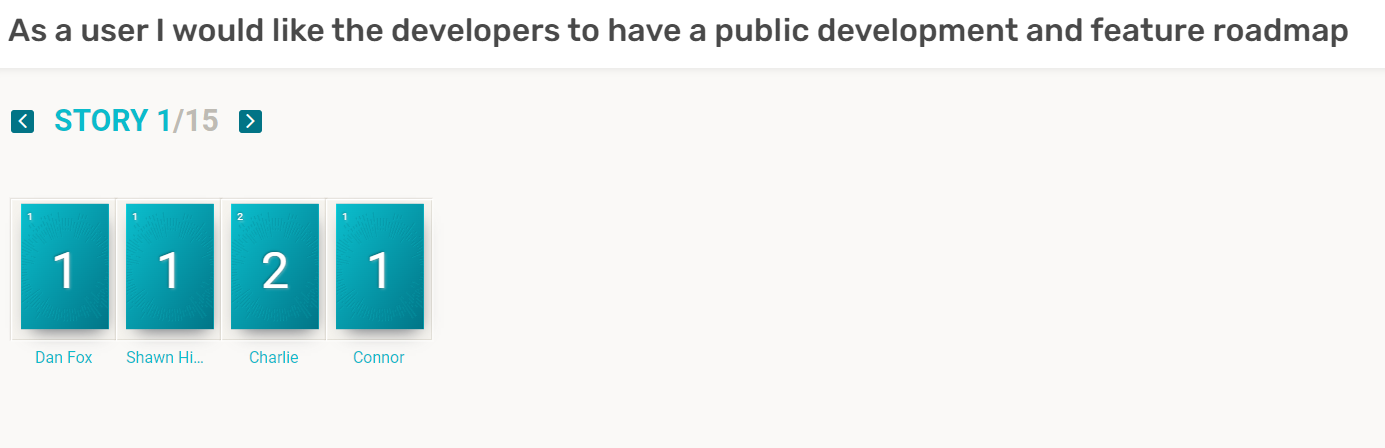 As a user I would like the developers to have a public development and feature roadmap
STORY 1/15
1 1 2 1
1 1 2 1
Dan Fox Shawn Hi... Charlie Connor